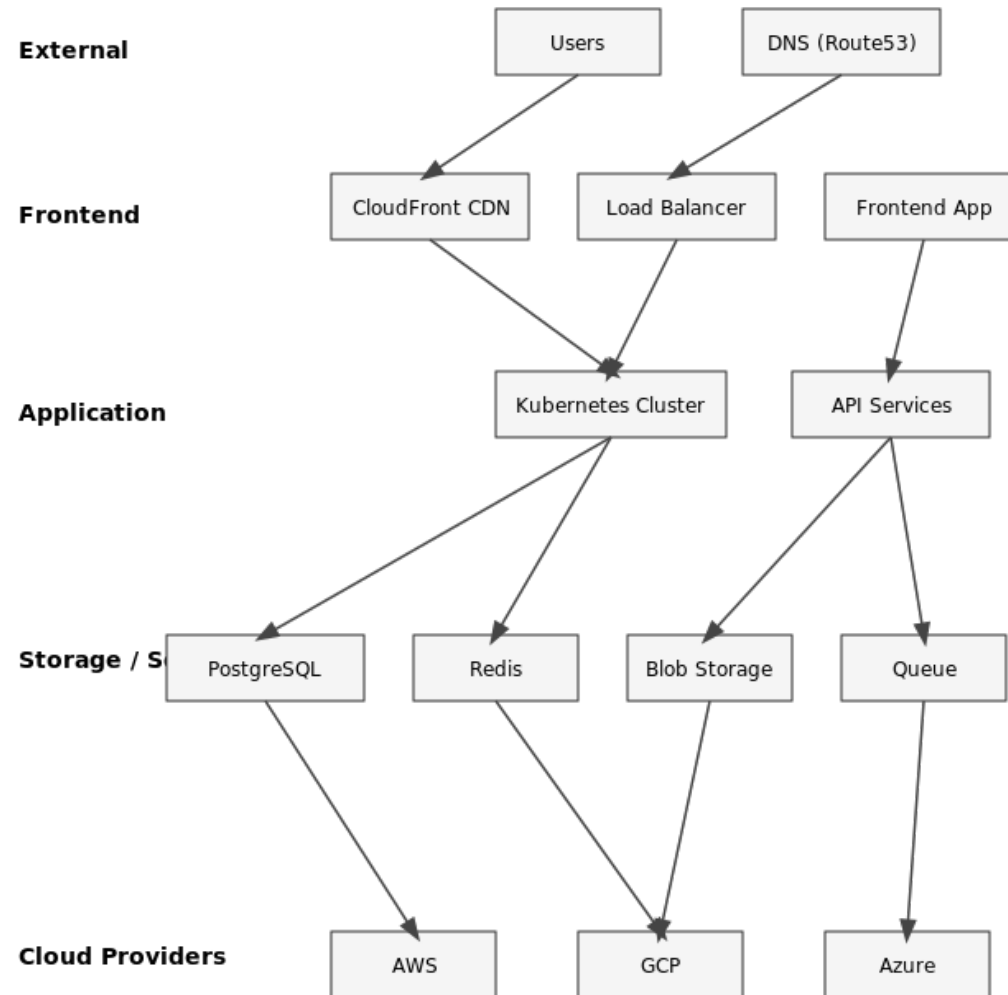 External
Users
DNS (Route53)
Frontend
CloudFront CDN
Load Balancer
Frontend App
Application
Kubernetes Cluster
API Services
Storage /
PostgreSQL
Redis
Blob Storage
Queue
Cloud Providers
AWS
GCP
Azure